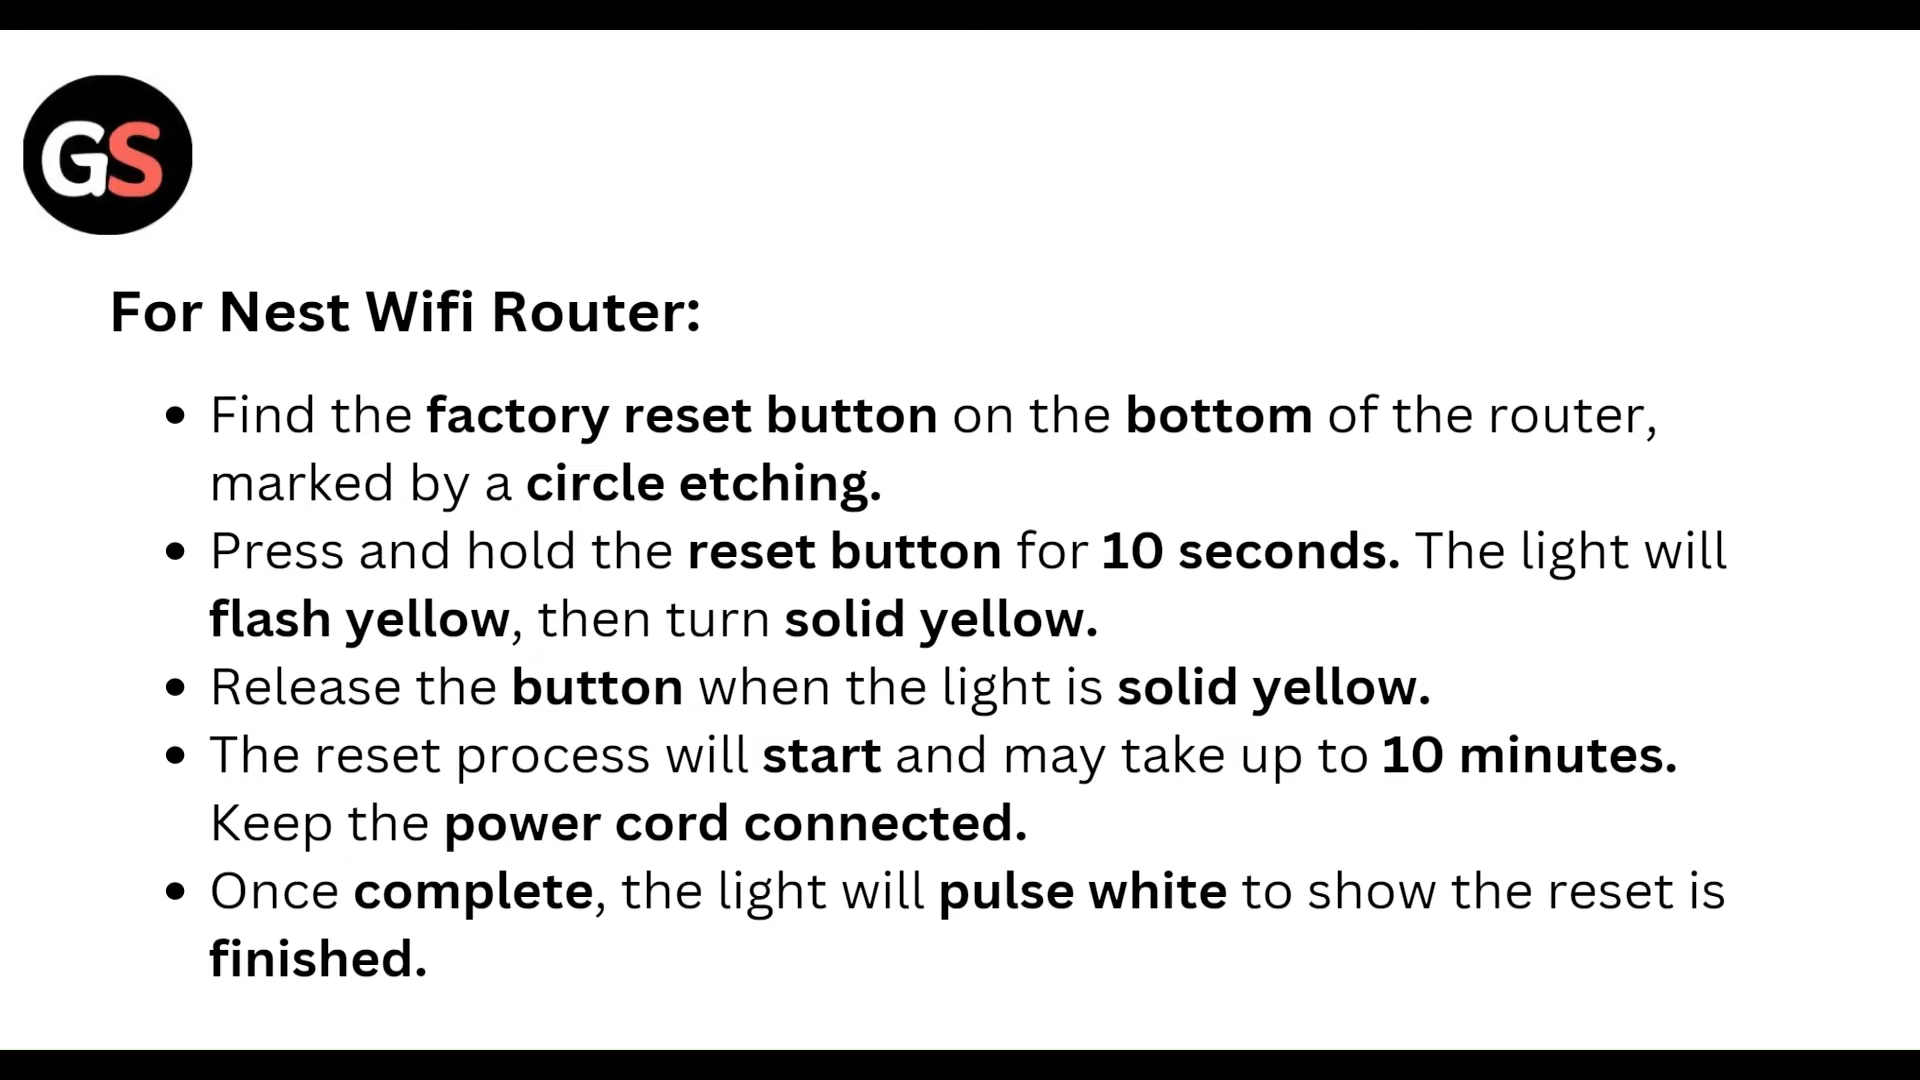 GS
For Nest Wifi Router:
• Find the factory reset button on the bottom of the router,
marked by a circle etching.
• Press and hold the reset button for 10 seconds. The light will
flash yellow, then turn solid yellow.
• Release the button when the light is solid yellow.
• The reset process will start and may take up to 10 minutes.
Keep the power cord connected.
• Once complete, the light will pulse white to show the reset is
finished.